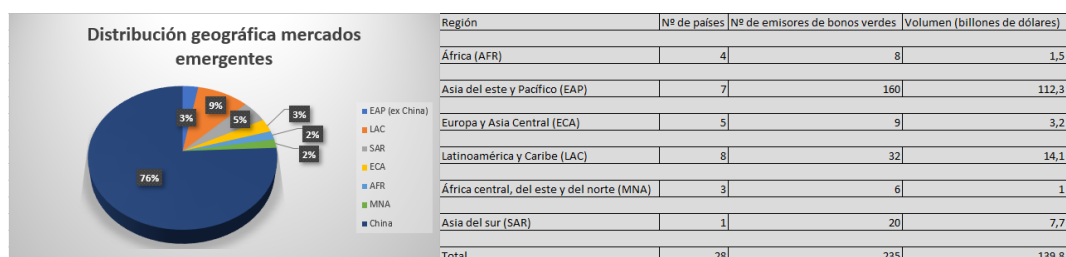 Distribución geográfica mercados
emergentes
3%
9%
5%
3%
2%
2%
76%
EAP (ex China)
LAC
SAR
ECA
AFR
MNA
China
Región Nº de países Nº de emisores de bonos verdes Volumen (billones de dólares)
África (AFR) 4 8 1,5
Asia del este y Pacífico (EAP) 7 160 112,3
Europa y Asia Central (ECA) 5 9 3,2
Latinoamérica y Caribe (LAC) 8 32 14,1
África central, del este y del norte (MNA) 3 6 1
Asia del sur (SAR) 1 20 7,7
Total 28 235 139,8